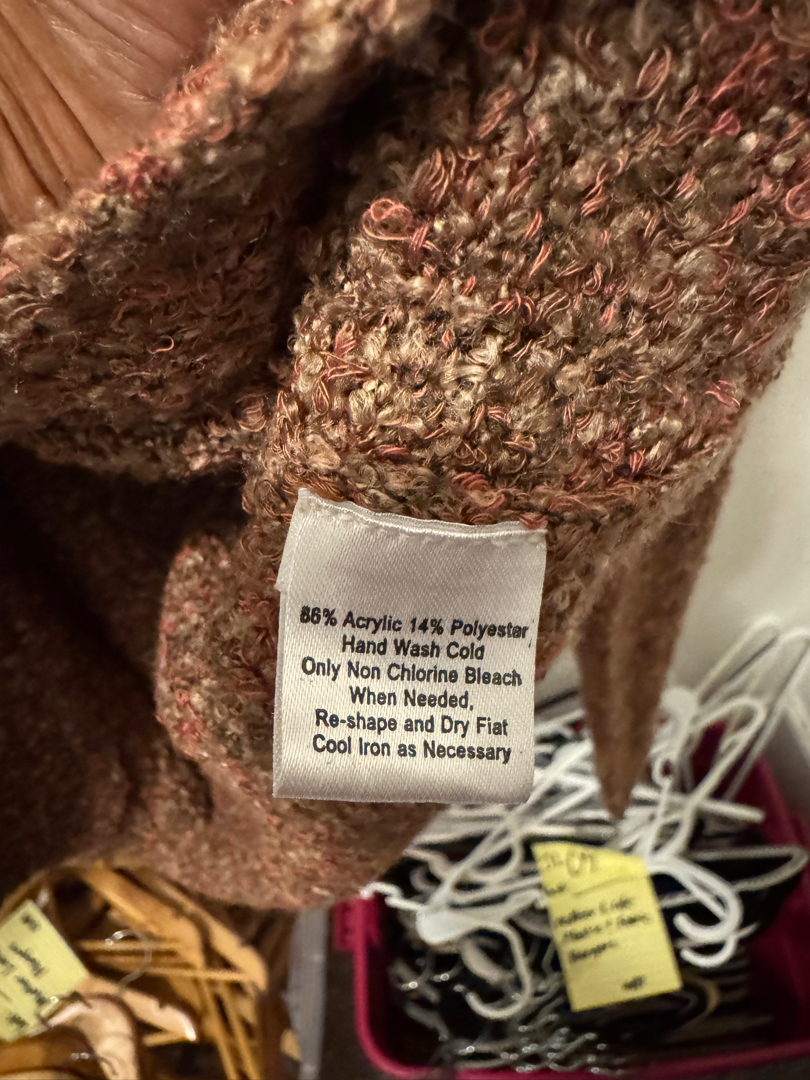 86% Acrylic 14% Polyester
Hand Wash Cold
Only Non Chlorine Bleach
When Needed,
Re-shape and Dry Flat
Cool Iron as Necessary